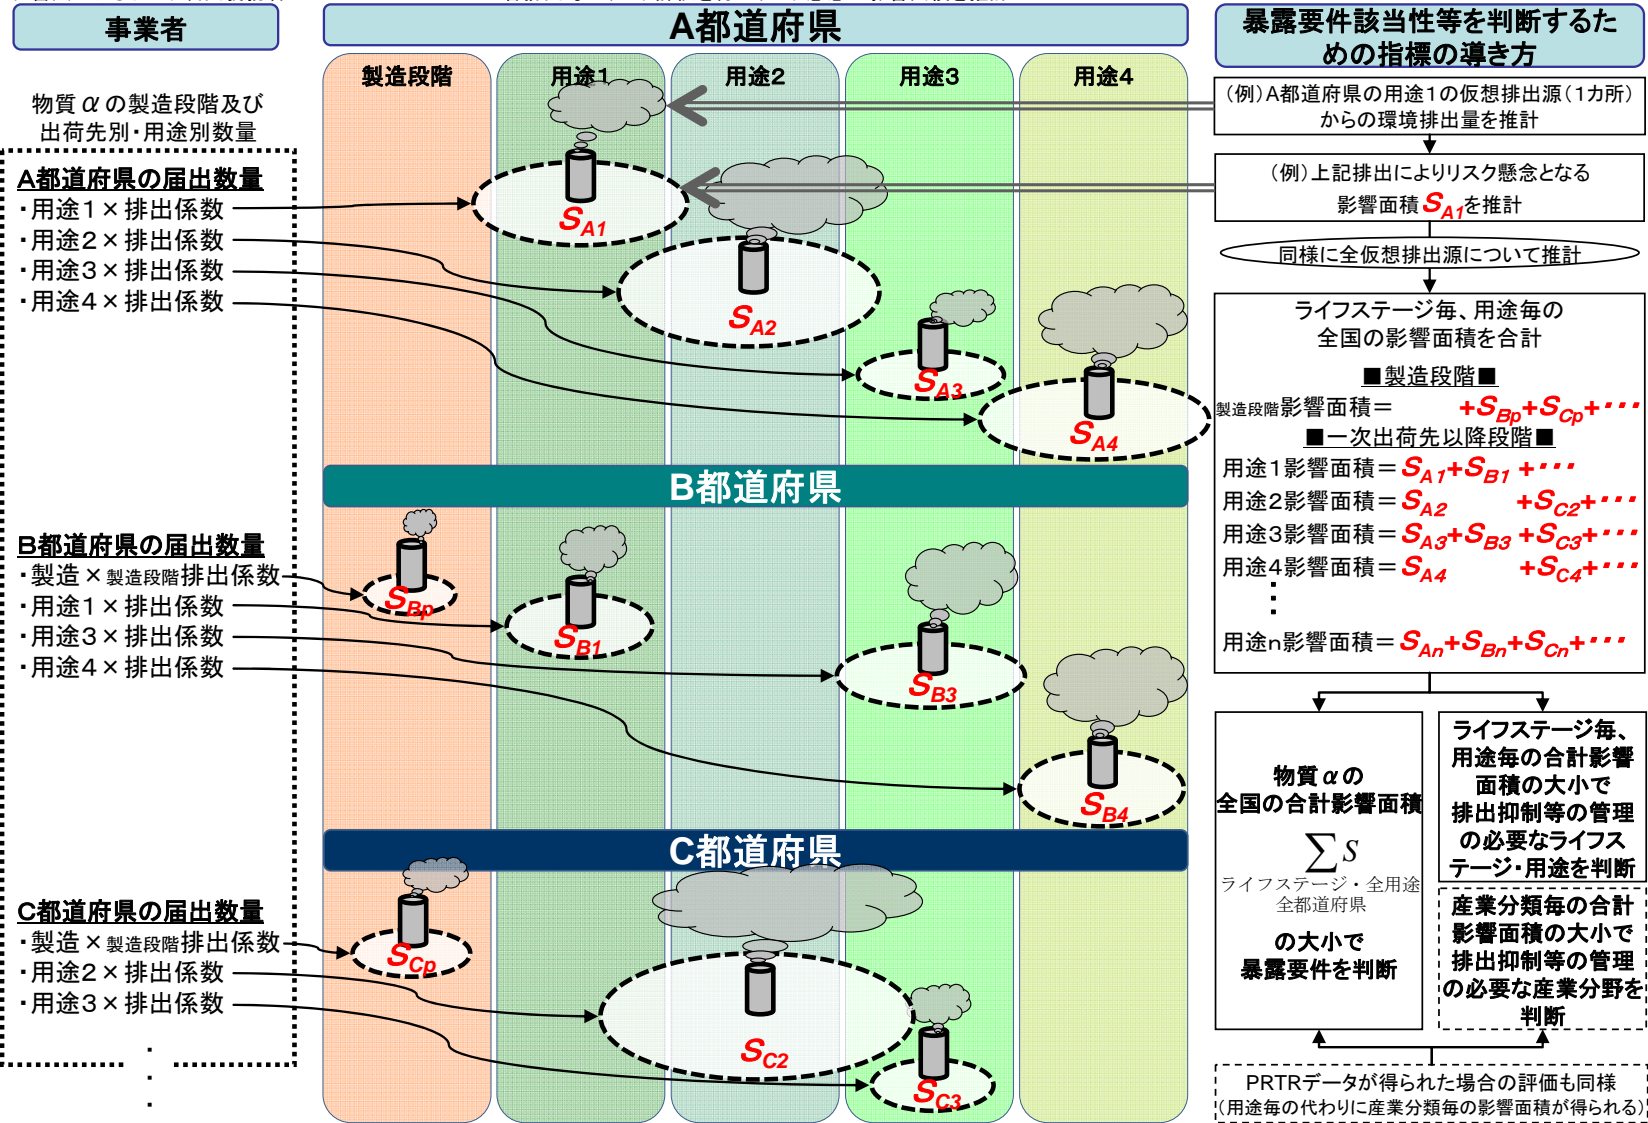 事業者
物質αの製造段階及び
出荷先別・用途別数量
A都道府県の届出数量
・用途1×排出係数
・用途2×排出係数
・用途3×排出係数
・用途4×排出係数
B都道府県の届出数量
・製造×製造段階排出係数
・用途1×排出係数
・用途3×排出係数
・用途4×排出係数
C都道府県の届出数量
・製造×製造段階排出係数
・用途2×排出係数
・用途3×排出係数
・
・
・
A都道府県
製造段階
用途1
用途2
用途3
用途4
SA1
SA2
SA3
SA4
B都道府県
SBp
SB1
SB3
SB4
C都道府県
SCp
SC2
SC3
暴露要件該当性等を判断するた
めの指標の導き方
(例)A都道府県の用途1の仮想排出源(1カ所)
からの環境排出量を推計
(例)上記排出によりリスク懸念となる
影響面積SA1を推計
同様に全仮想排出源について推計
ライフステージ毎、用途毎の
全国の影響面積を合計
■製造段階■
製造段階影響面積= +SBp+SCp+・・・
■一次出荷先以降段階■
用途1影響面積=SA1+SB1 +・・・
用途2影響面積=SA2 +SC2+・・・
用途3影響面積=SA3+SB3 +SC3+・・・
用途4影響面積=SA4 +SC4+・・・
⋮
用途n影響面積=SAn+SBn+SCn+・・・
物質αの
全国の合計影響面積
∑S
ライフステージ・全用途
全都道府県
の大小で
暴露要件を判断
ライフステージ毎、
用途毎の合計影響
面積の大小で
排出抑制等の管理
の必要なライフス
テージ・用途を判断
産業分類毎の合計
影響面積の大小で
排出抑制等の管理
の必要な産業分野を
判断
PRTRデータが得られた場合の評価も同様
(用途毎の代わりに産業分類毎の影響面積が得られる)